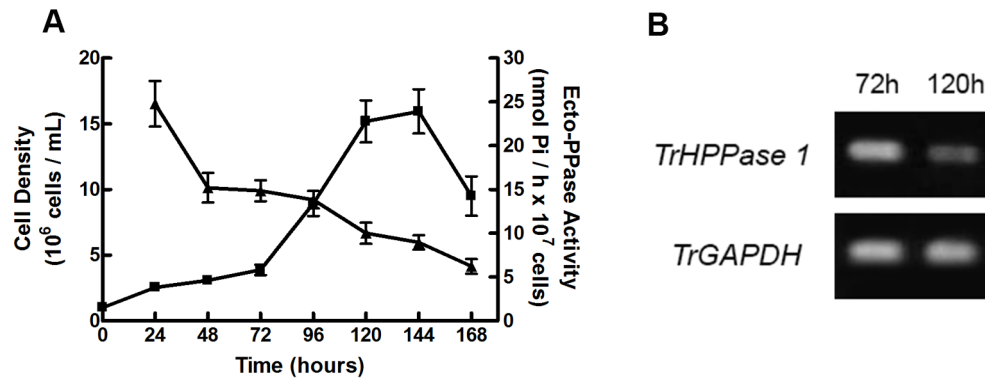 A
20
15
10
5
0
Cell Density
(10⁶ cells / mL)
30
25
20
15
10
5
0
Ecto-PPase Activity
(nmol Pi / h x 10⁷ cells)
0 24 48 72 96 120 144 168
Time (hours)
B
72h 120h
TrHPPase 1
TrGAPDH